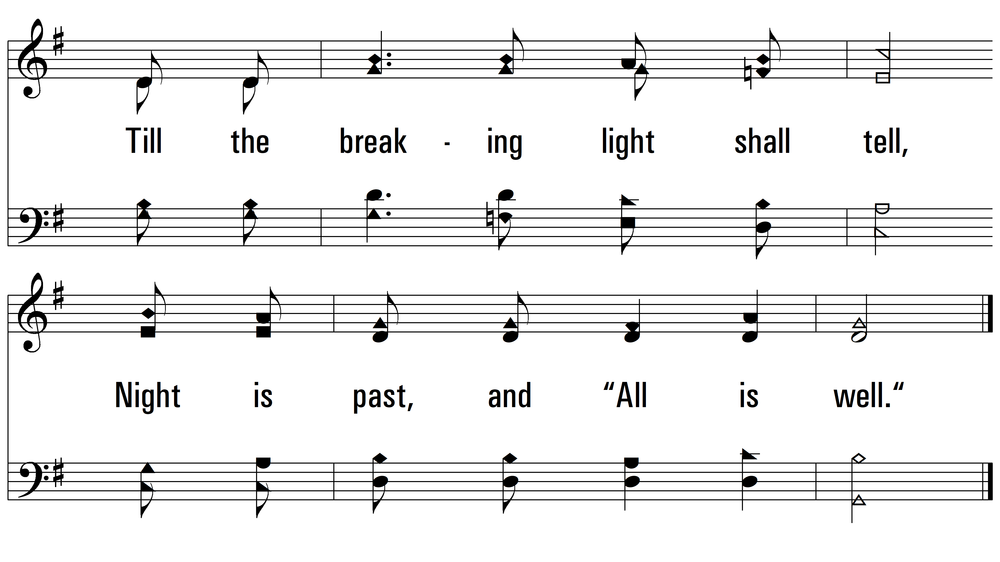 Till the break - ing light shall tell,
Night is past, and “All is well.“